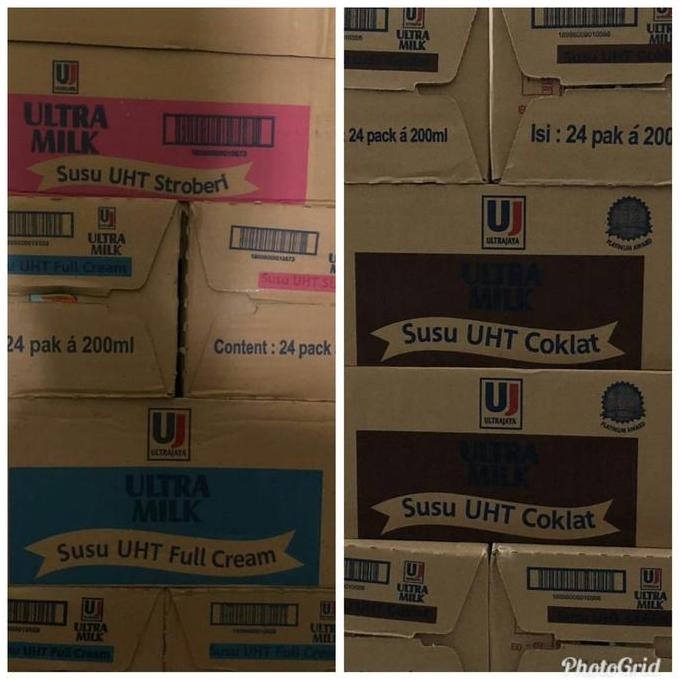 UJ
ULTRAJAYA
ULTRA
MILK
Susu UHT Stroberi
UJ
ULTRA
MILK
UHT Full Cream
24 pak á 200ml
Content : 24 pack
UJ
ULTRAJAYA
ULTRA
MILK
Susu UHT Full Cream
UJ
ULTRA
MILK
UHT Full Cream
UJ
Susu UHT Full
MILK
24 pack á 200ml
Isi : 24 pak á 200
UJ
ULTRAJAYA
PLATINUM AWARD
ULTRA
MILK
Susu UHT Coklat
UJ
ULTRAJAYA
PLATINUM AWARD
ULTRA
MILK
Susu UHT Coklat
UJ
ULTRA
MILK
UJ
ULTRA
MILK
PhotoGrid